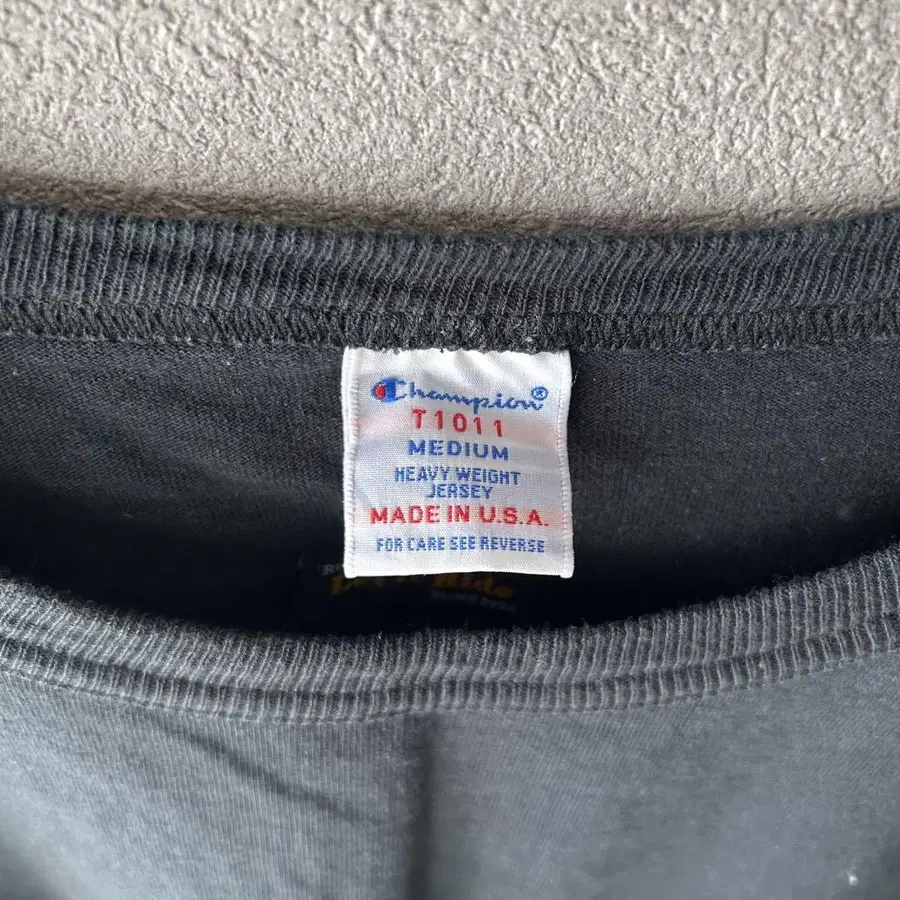 Champion®
T1011
MEDIUM
HEAVY WEIGHT
JERSEY
MADE IN U.S.A.
FOR CARE SEE REVERSE